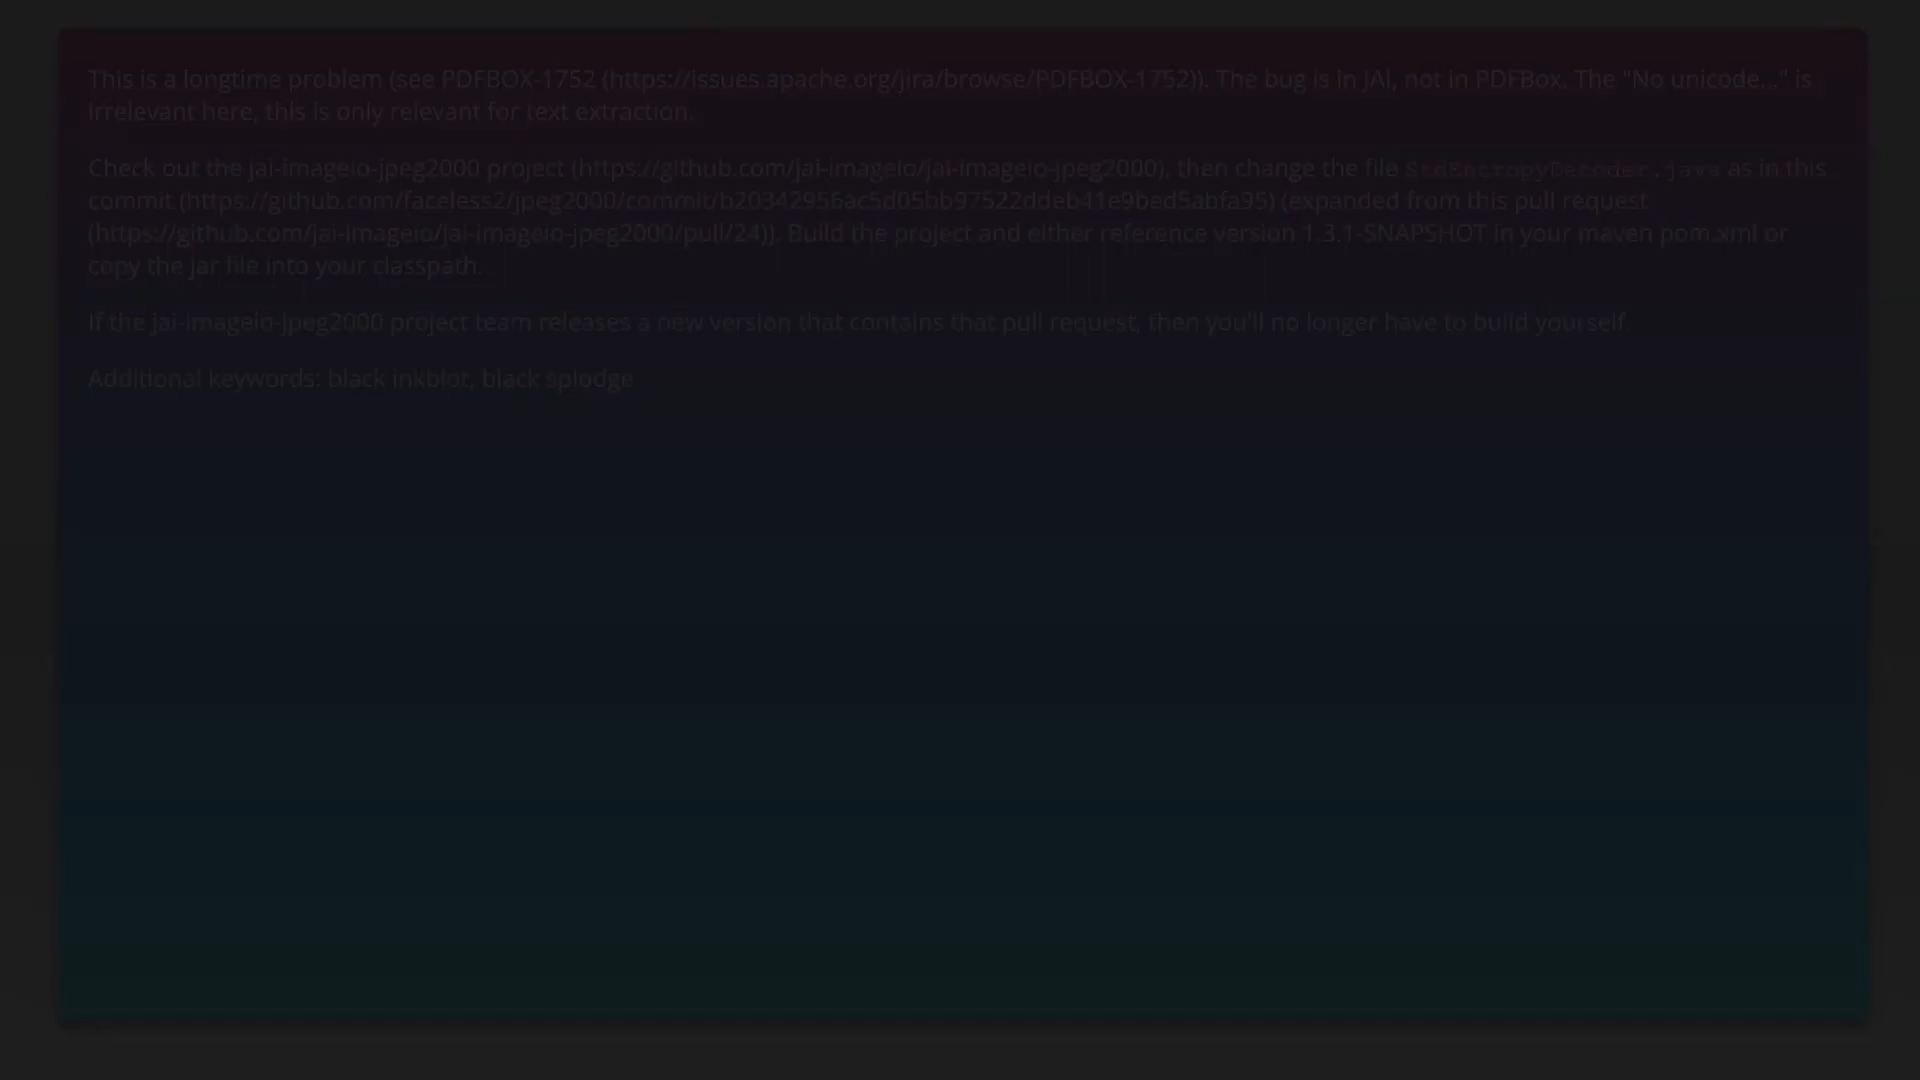 This is a longtime problem (see PDFBOX-1752 (https://issues.apache.org/jira/browse/PDFBOX-1752)). The bug is in JAI, not in PDFBox. The "No unicode..." is
irrelevant here, this is only relevant for text extraction.
Check out the jai-imageio-jpeg2000 project (https://github.com/jai-imageio/jai-imageio-jpeg2000), then change the file StdEntropyDecoder.java as in this
commit (https://github.com/faceless2/jpeg2000/commit/b20342956ac5d05bb97522ddeb41e9bed5abfa95) (expanded from this pull request
(https://github.com/jai-imageio/jai-imageio-jpeg2000/pull/24)). Build the project and either reference version 1.3.1-SNAPSHOT in your maven pom.xml or
copy the jar file into your classpath..
If the jai-imageio-jpeg2000 project team releases a new version that contains that pull request, then you'll no longer have to build yourself.
Additional keywords: black inkblot, black splodge